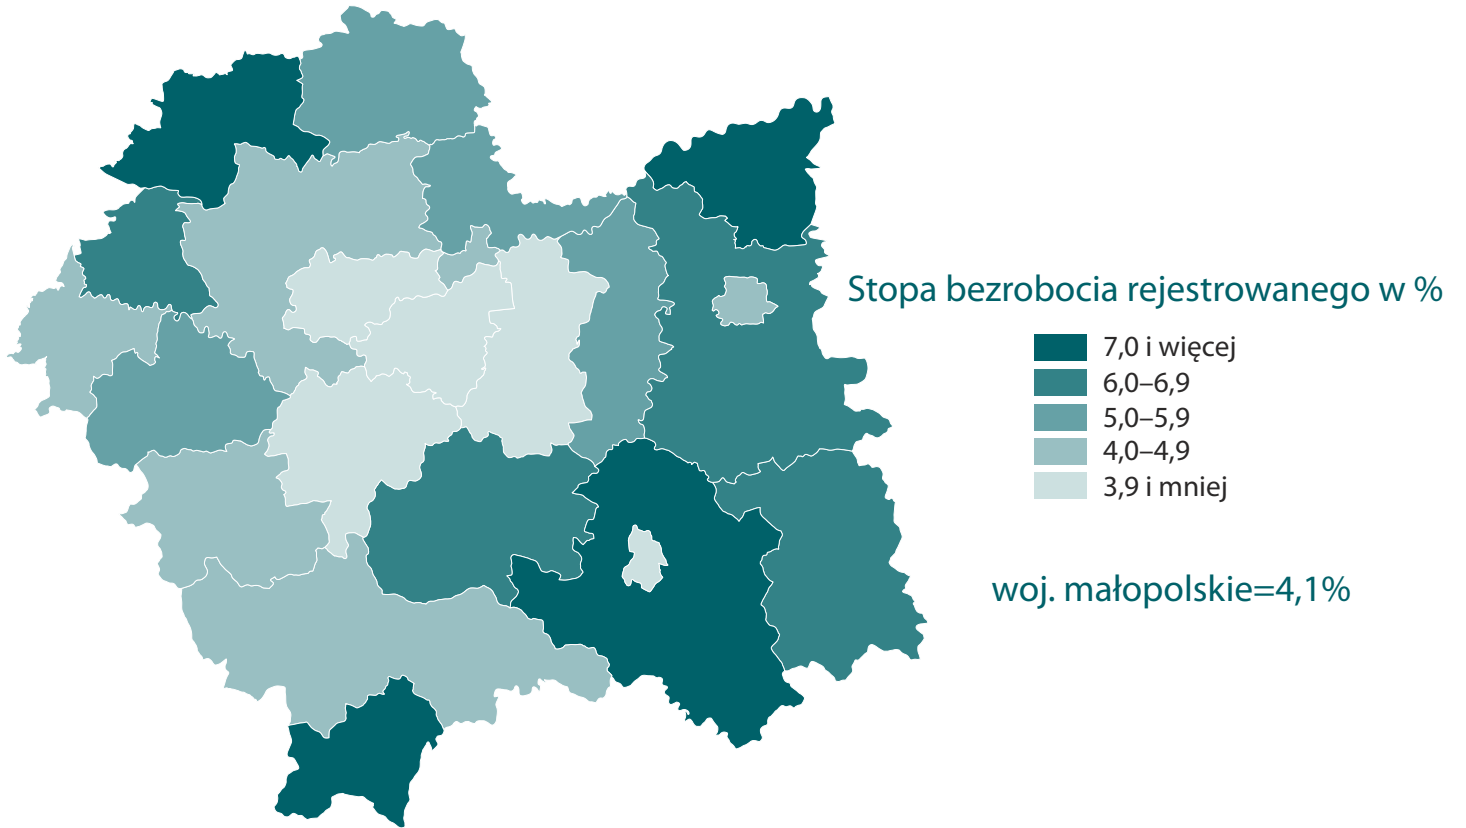 Stopa bezrobocia rejestrowanego w %
7,0 i więcej
6,0–6,9
5,0–5,9
4,0–4,9
3,9 i mniej
woj. małopolskie=4,1%